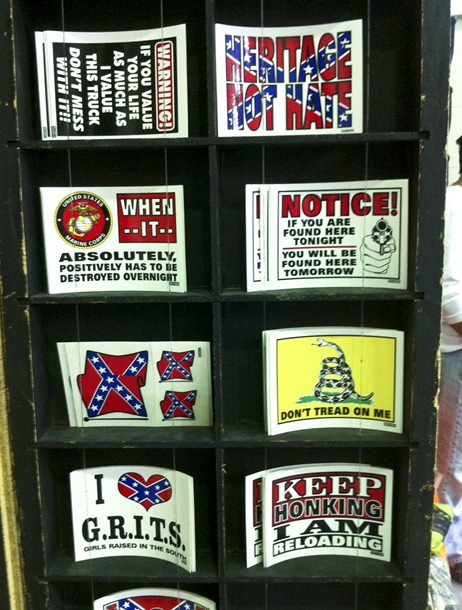 WARNING!
IF YOU VALUE
YOUR LIFE
AS MUCH AS
I VALUE
THIS TRUCK
DON'T MESS
WITH IT!!
HERITAGE
NOT HATE
UNITED STATES
MARINE CORPS
WHEN
--IT--
ABSOLUTELY,
POSITIVELY HAS TO BE
DESTROYED OVERNIGHT
NOTICE!
IF YOU ARE
FOUND HERE
TONIGHT
YOU WILL BE
FOUND HERE
TOMORROW
DON'T TREAD ON ME
I
G.R.I.T.S.
GIRLS RAISED IN THE SOUTH
KEEP
HONKING
I AM
RELOADING